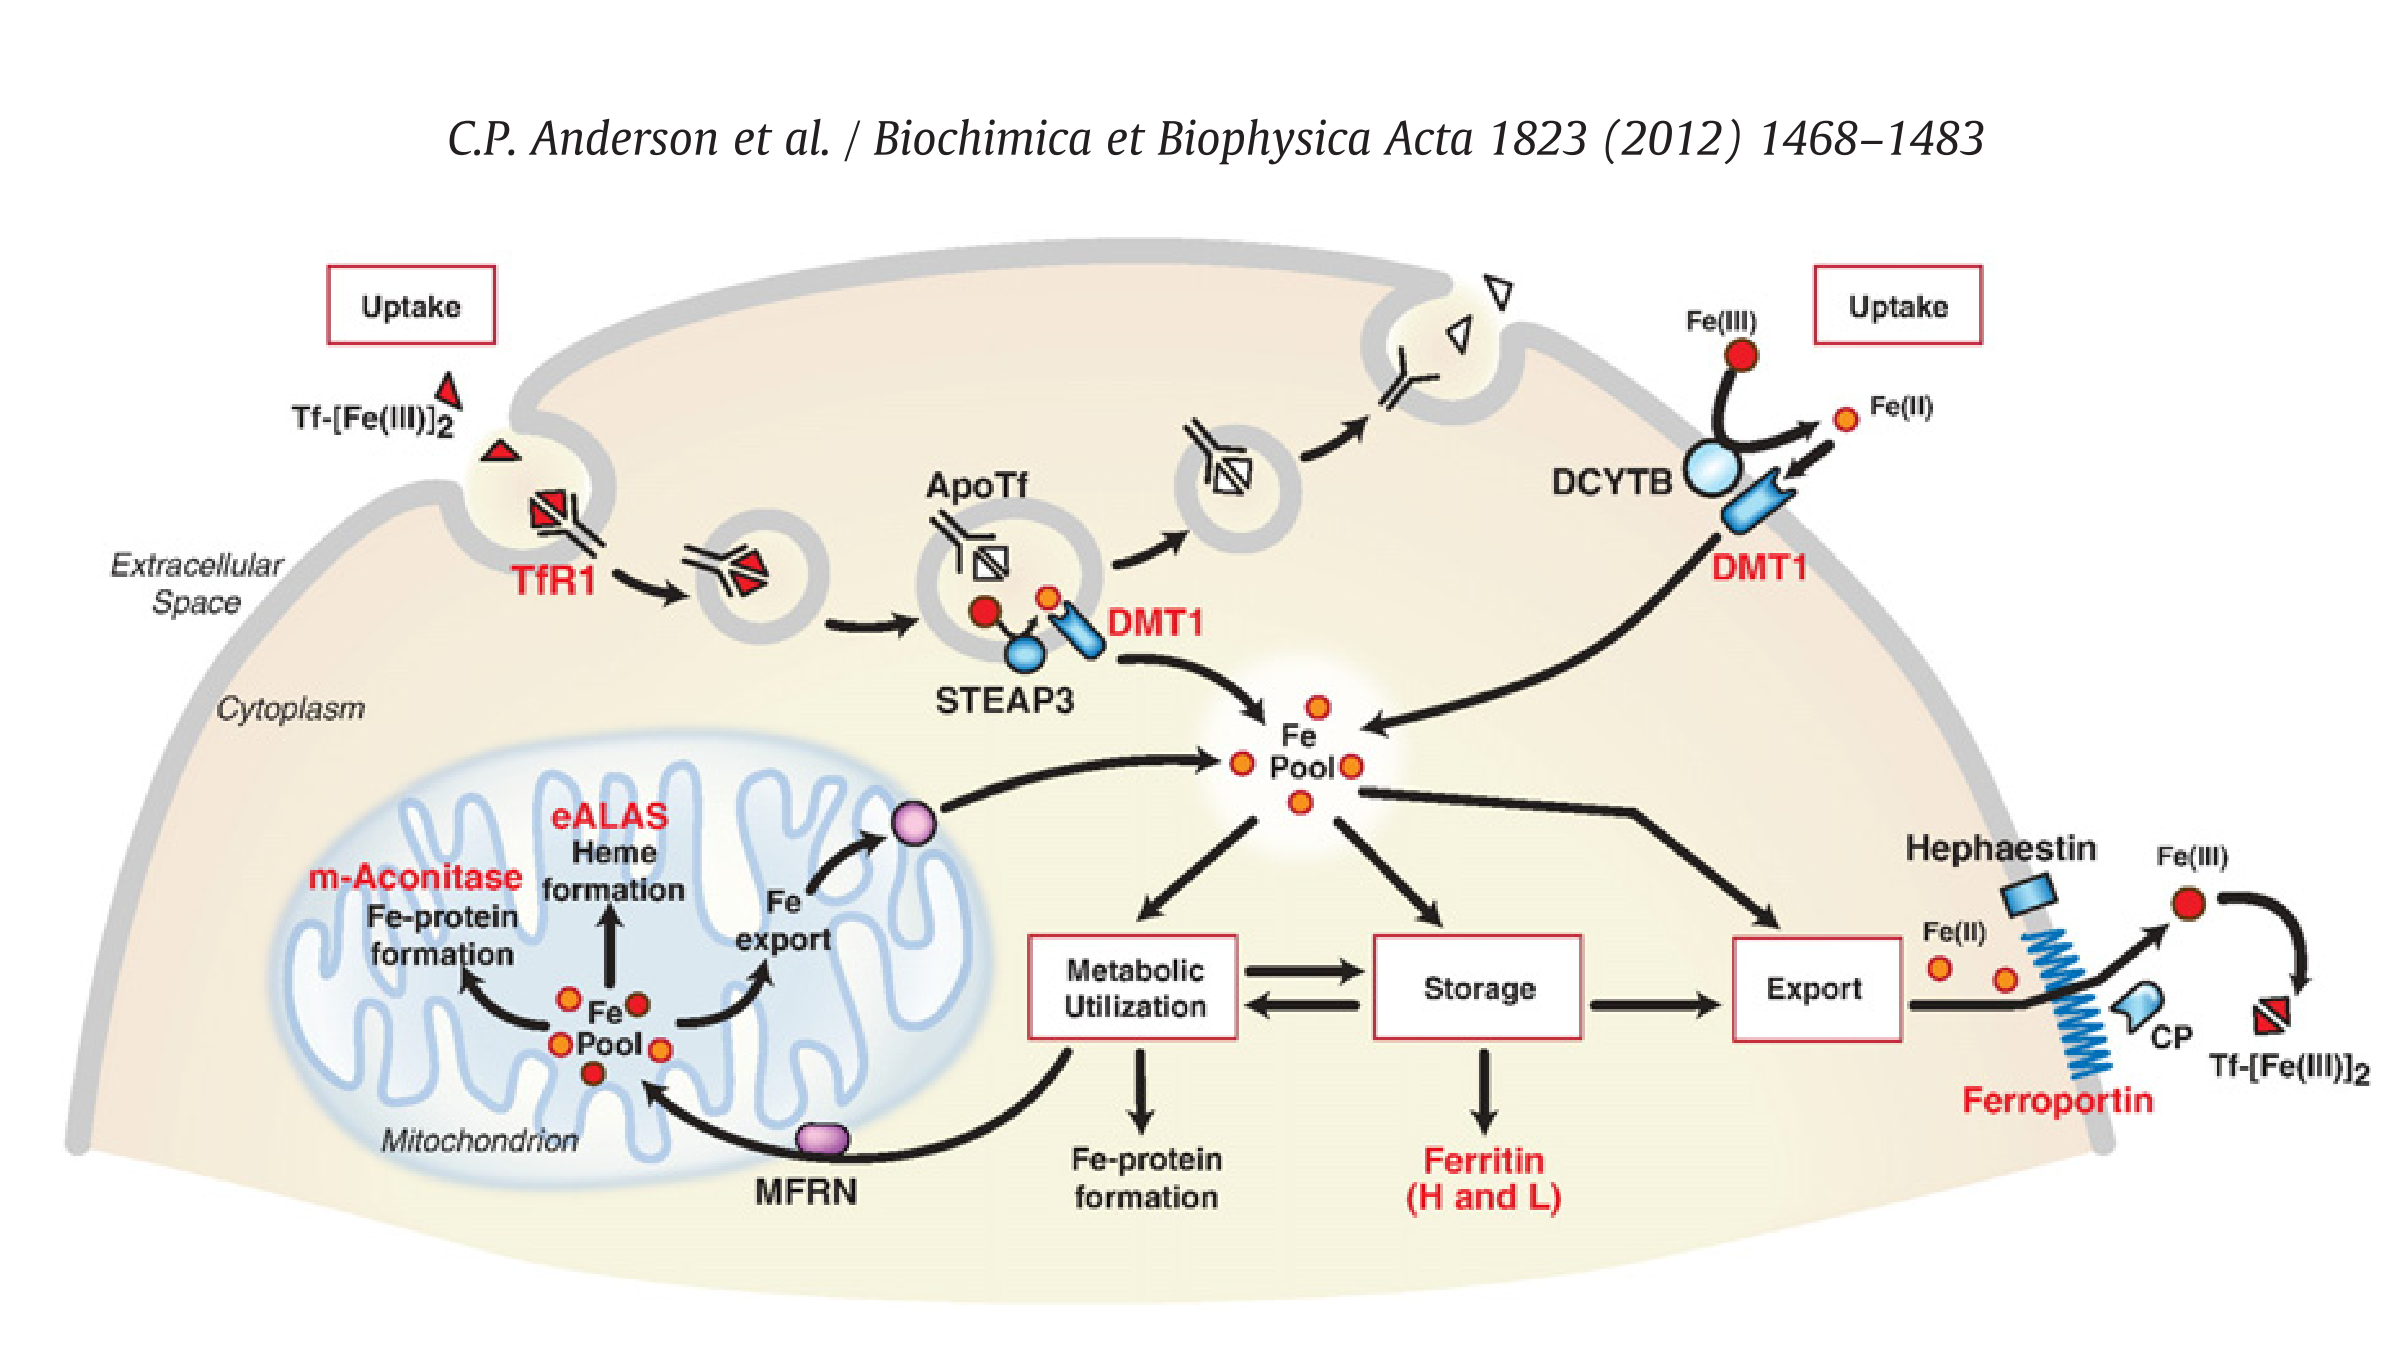 C.P. Anderson et al. / Biochimica et Biophysica Acta 1823 (2012) 1468–1483
Uptake
Tf-[Fe(III)]2
TfR1
Extracellular
Space
Cytoplasm
ApoTf
DMT1
STEAP3
Uptake
Fe(III)
Fe(II)
DCYTB
DMT1
Fe
Pool
eALAS
Heme
formation
m-Aconitase
Fe-protein
formation
Fe
export
Fe
Pool
Mitochondrion
MFRN
Metabolic
Utilization
Storage
Export
Fe-protein
formation
Ferritin
(H and L)
Hephaestin
Fe(III)
Fe(II)
CP
Tf-[Fe(III)]2
Ferroportin